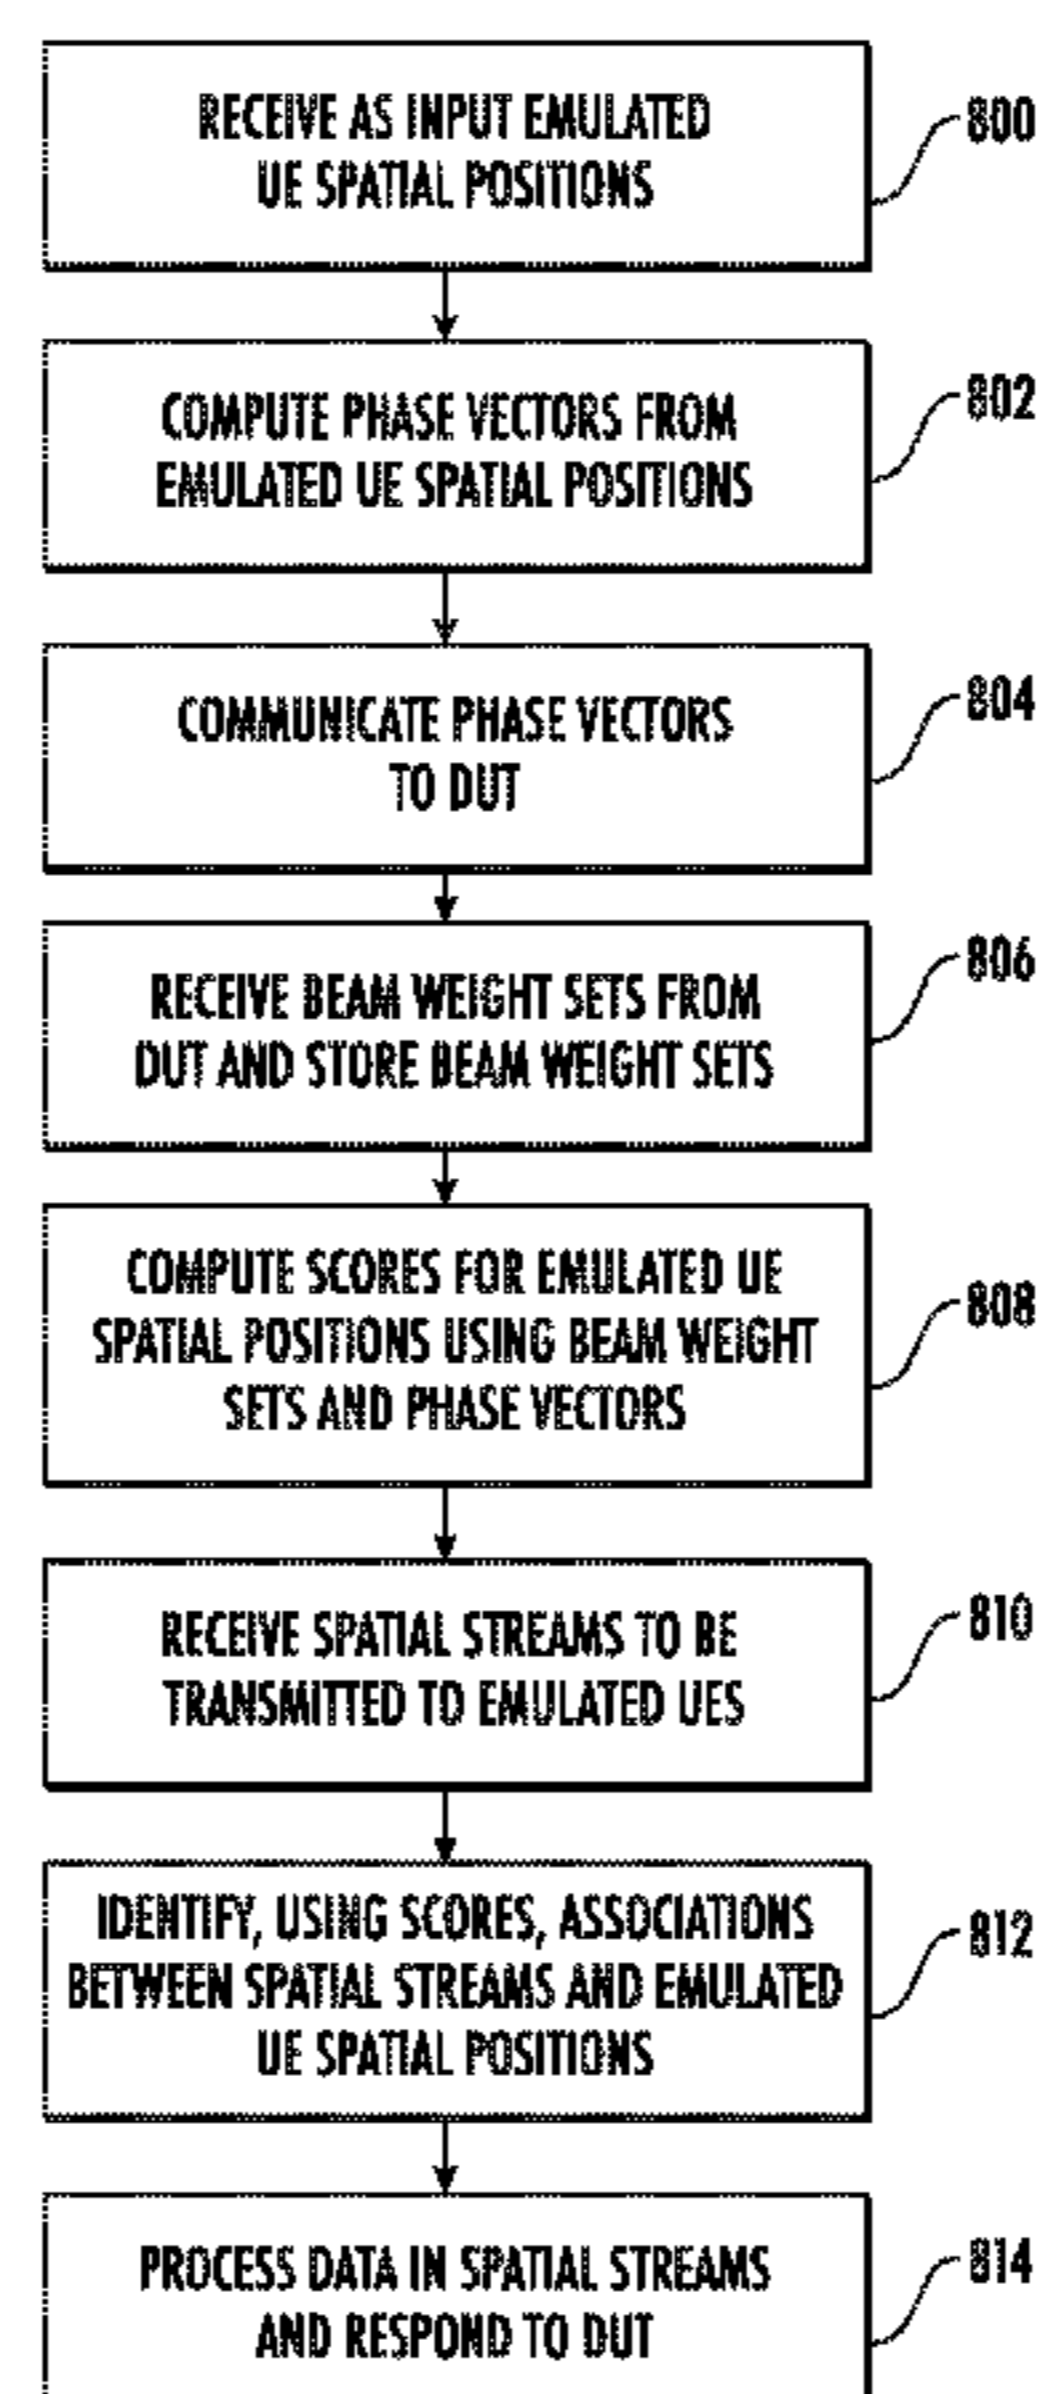 RECEIVE AS INPUT EMULATED
UE SPATIAL POSITIONS
800
COMPUTE PHASE VECTORS FROM
EMULATED UE SPATIAL POSITIONS
802
COMMUNICATE PHASE VECTORS
TO DUT
804
RECEIVE BEAM WEIGHT SETS FROM
DUT AND STORE BEAM WEIGHT SETS
806
COMPUTE SCORES FOR EMULATED UE
SPATIAL POSITIONS USING BEAM WEIGHT
SETS AND PHASE VECTORS
808
RECEIVE SPATIAL STREAMS TO BE
TRANSMITTED TO EMULATED UES
810
IDENTIFY, USING SCORES, ASSOCIATIONS
BETWEEN SPATIAL STREAMS AND EMULATED
UE SPATIAL POSITIONS
812
PROCESS DATA IN SPATIAL STREAMS
AND RESPOND TO DUT
814